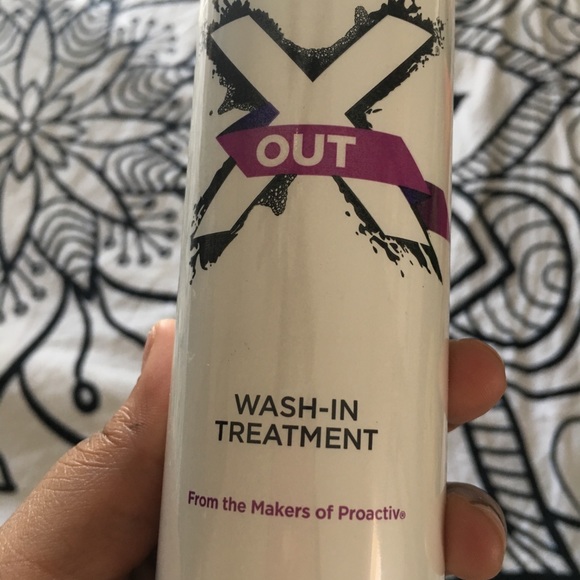 X
OUT
WASH-IN
TREATMENT
From the Makers of Proactiv®